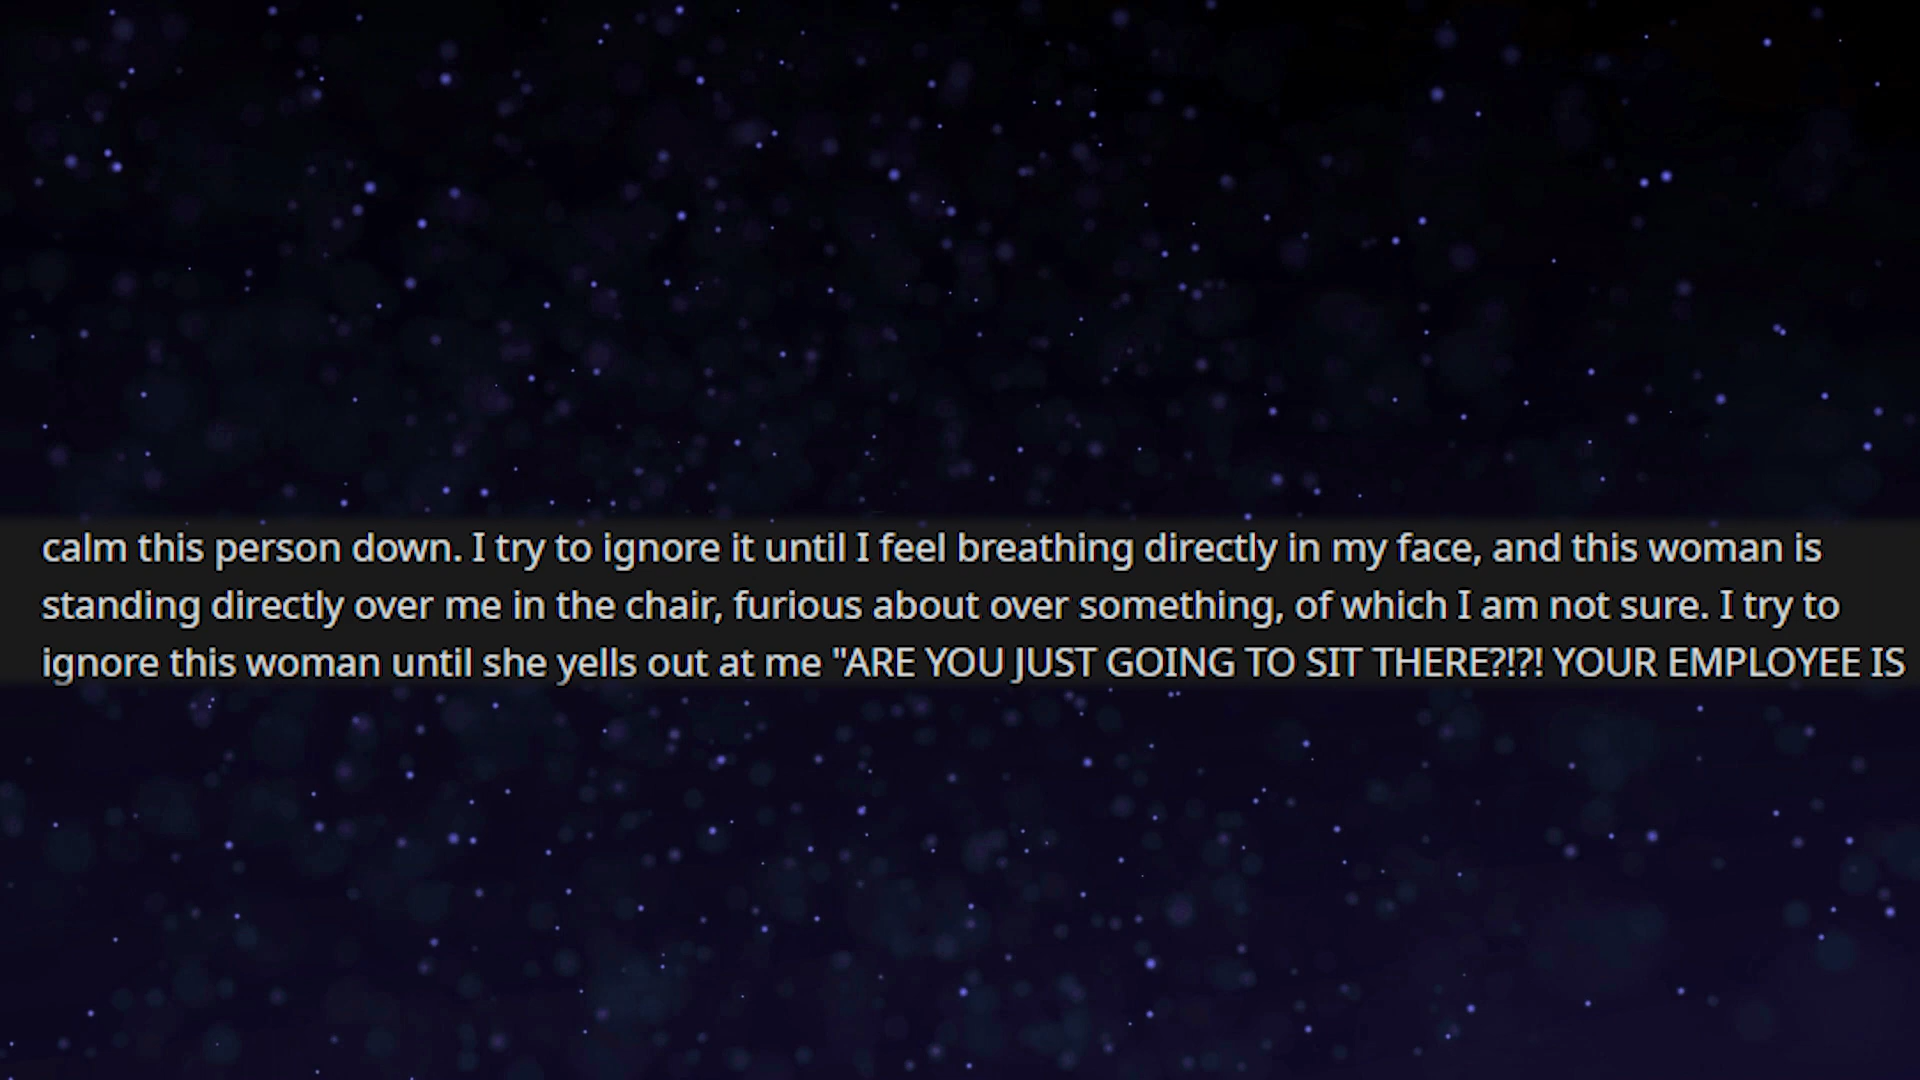 calm this person down. I try to ignore it until I feel breathing directly in my face, and this woman is
standing directly over me in the chair, furious about over something, of which I am not sure. I try to
ignore this woman until she yells out at me "ARE YOU JUST GOING TO SIT THERE?!?! YOUR EMPLOYEE IS